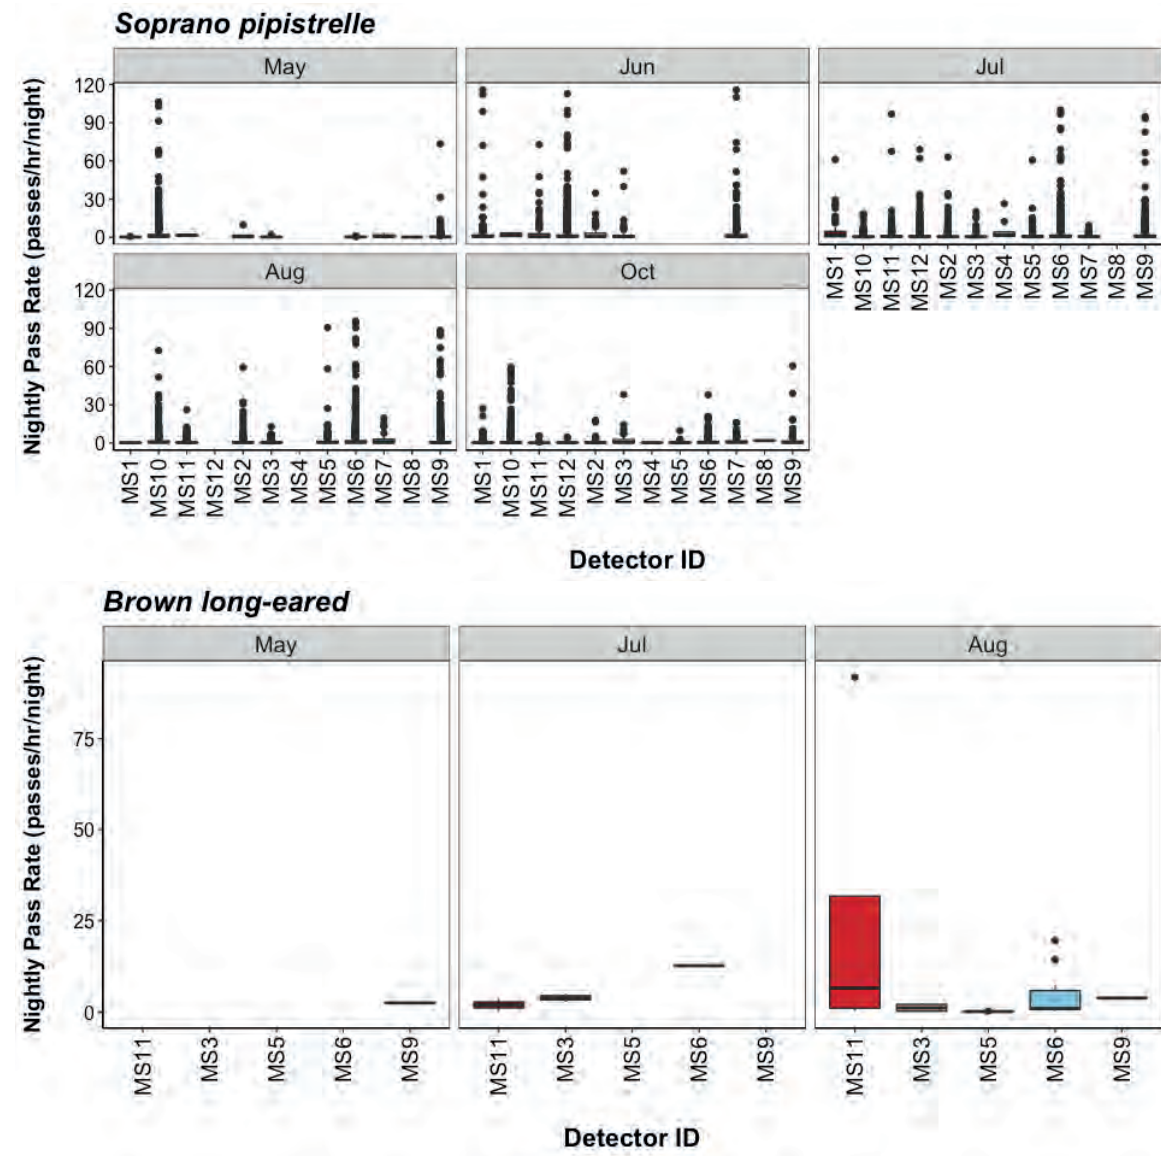 Soprano pipistrelle
May Jun Jul
Nightly Pass Rate (passes/hr/night)
120
90
60
30
0
MS1 MS10 MS11 MS12 MS2 MS3 MS4 MS5 MS6 MS7 MS8 MS9
Aug Oct
120
90
60
30
0
MS1 MS10 MS11 MS12 MS2 MS3 MS4 MS5 MS6 MS7 MS8 MS9 MS1 MS10 MS11 MS12 MS2 MS3 MS4 MS5 MS6 MS7 MS8 MS9
Detector ID
Brown long-eared
May Jul Aug
Nightly Pass Rate (passes/hr/night)
75
50
25
0
MS11 MS3 MS5 MS6 MS9 MS11 MS3 MS5 MS6 MS9 MS11 MS3 MS5 MS6 MS9
Detector ID